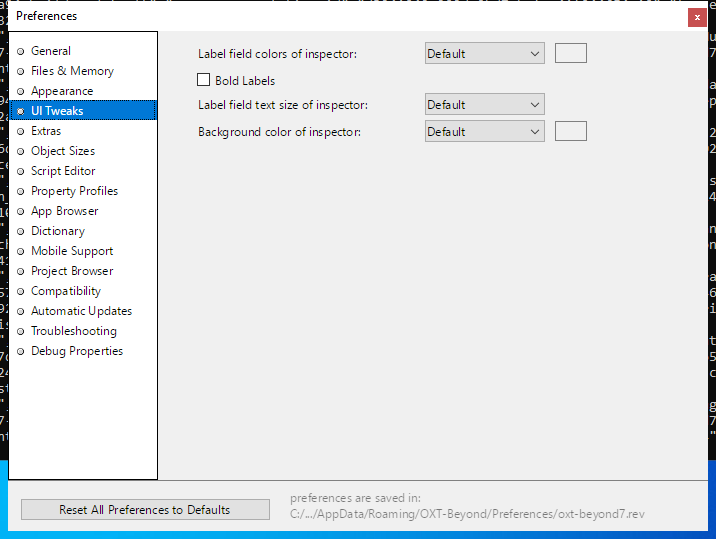 Preferences
x
General
Files & Memory
Appearance
UI Tweaks
Extras
Object Sizes
Script Editor
Property Profiles
App Browser
Dictionary
Mobile Support
Project Browser
Compatibility
Automatic Updates
Troubleshooting
Debug Properties
Label field colors of inspector: Default
Bold Labels
Label field text size of inspector: Default
Background color of inspector: Default
Reset All Preferences to Defaults
preferences are saved in:
C:/.../AppData/Roaming/OXT-Beyond/Preferences/oxt-beyond7.rev